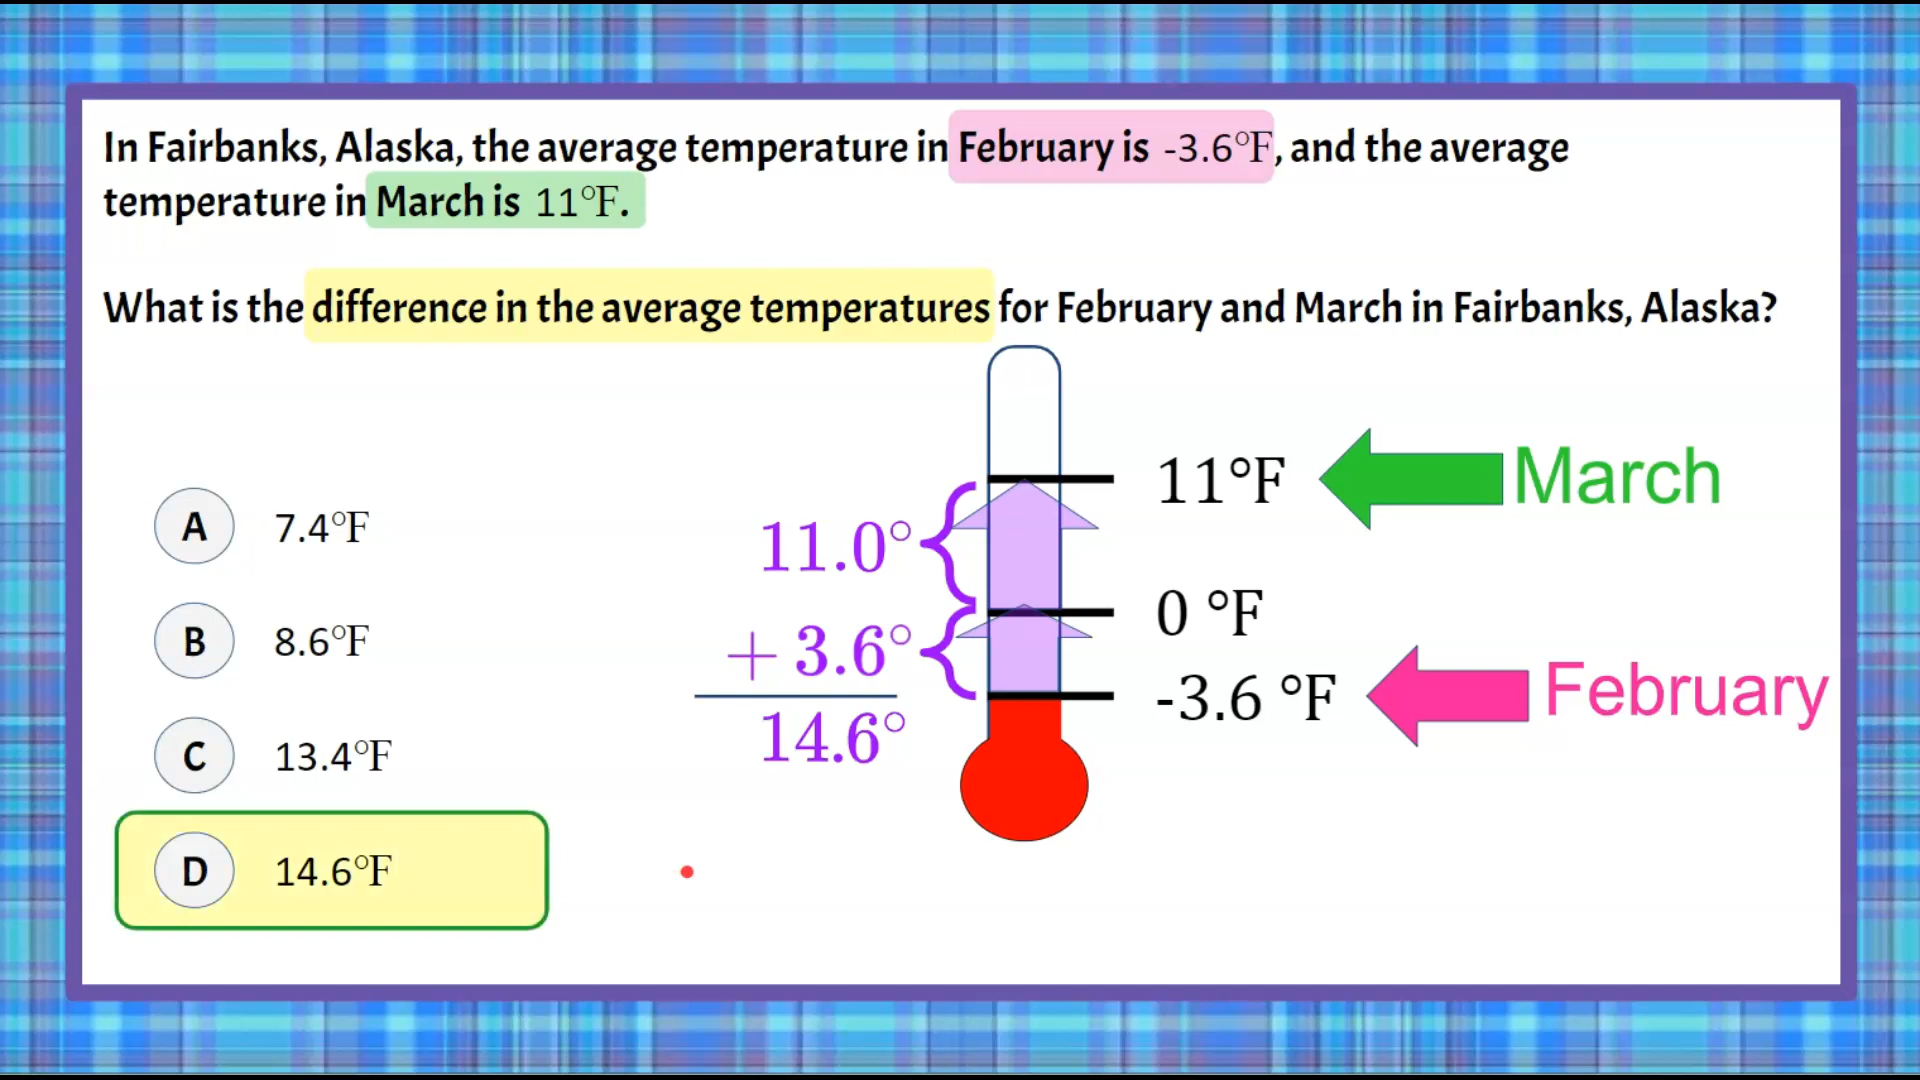 In Fairbanks, Alaska, the average temperature in February is -3.6°F, and the average
temperature in March is 11°F.
What is the difference in the average temperatures for February and March in Fairbanks, Alaska?
A 7.4°F
B 8.6°F
C 13.4°F
D 14.6°F
11.0°
+ 3.6°
14.6°
11°F March
0 °F
-3.6 °F February